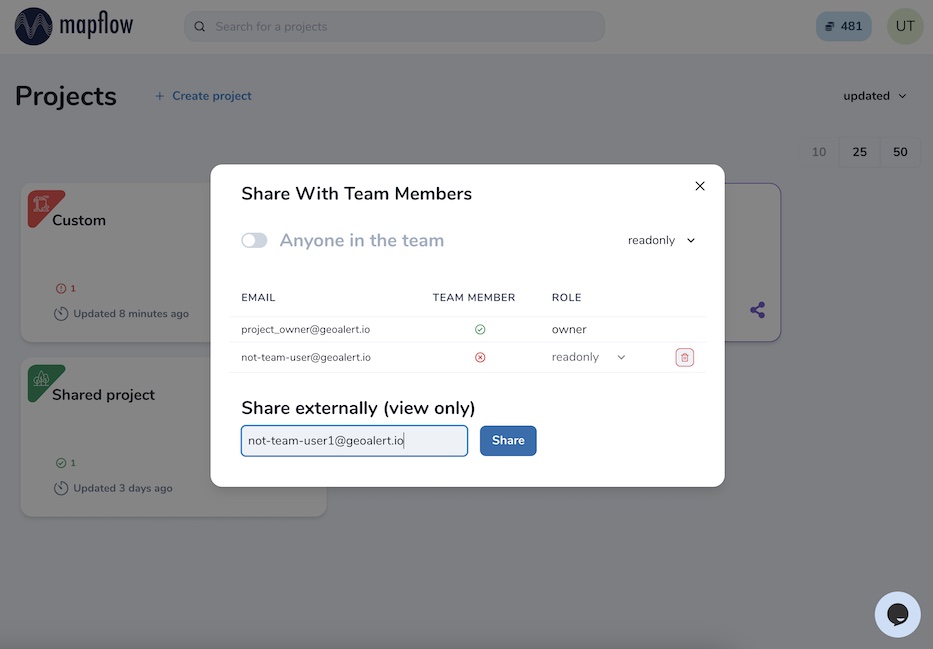 mapflow
Search for a projects
481
UT
Projects
+ Create project
updated
10 25 50
Custom
1
Updated 8 minutes ago
Shared project
1
Updated 3 days ago
Share With Team Members
Anyone in the team
readonly
EMAIL TEAM MEMBER ROLE
project_owner@geoalert.io owner
not-team-user@geoalert.io readonly
Share externally (view only)
not-team-user1@geoalert.io
Share